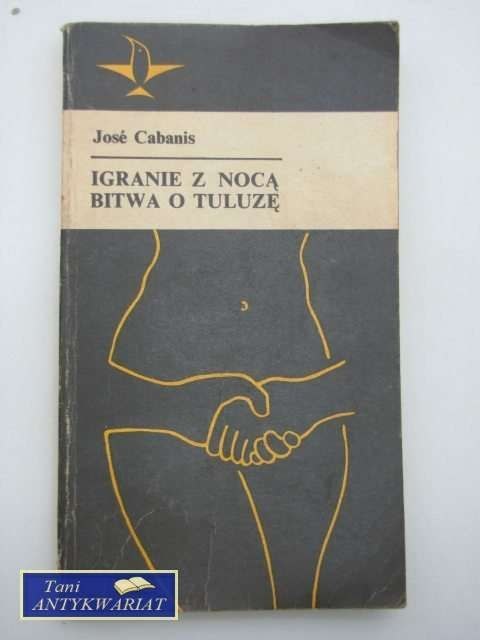 José Cabanis
IGRANIE Z NOCĄ
BITWA O TULUZĘ
Tani
ANTYKWARIAT